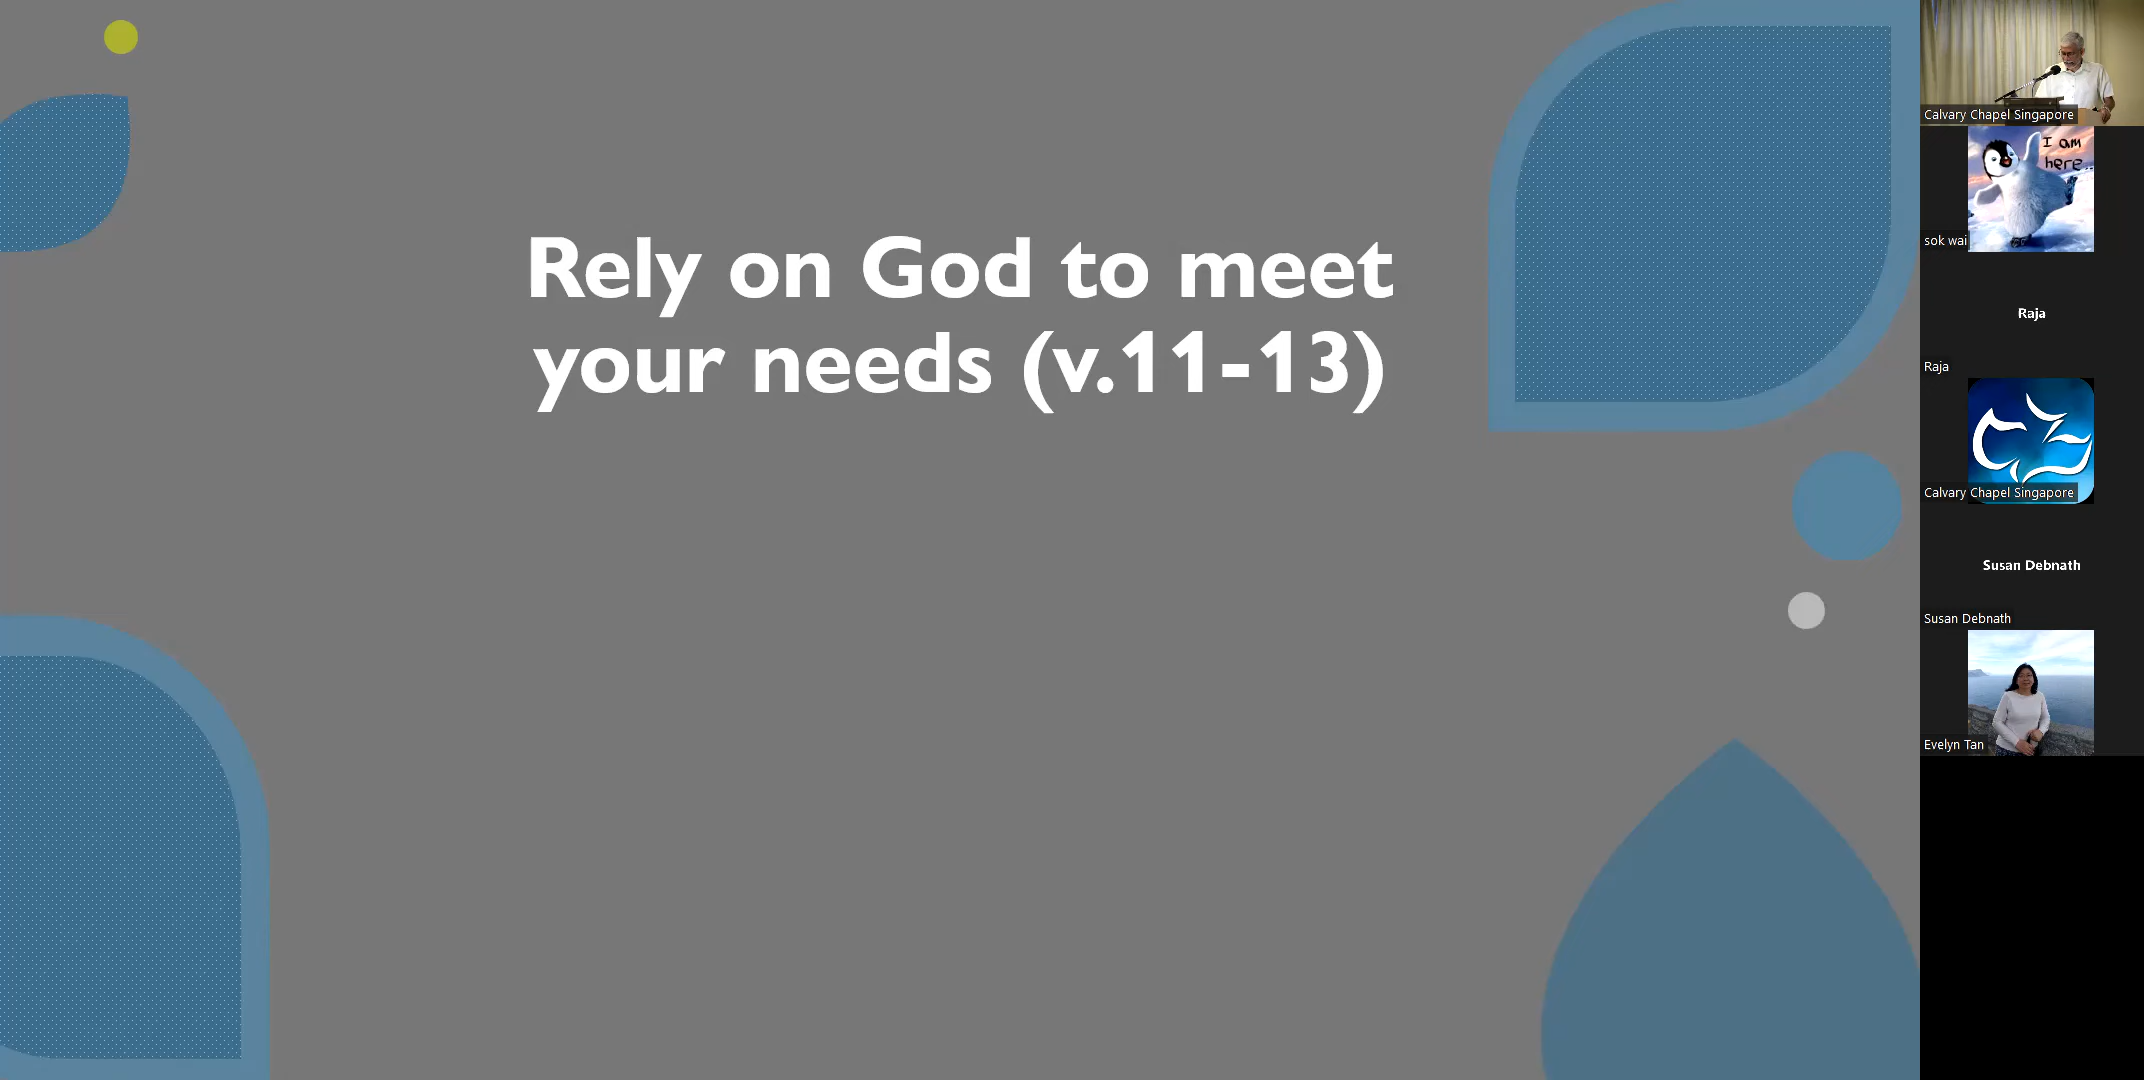 Rely on God to meet
your needs (v.11-13)
Calvary Chapel Singapore
I am
here..
sok wai
Raja
Raja
Calvary Chapel Singapore
Susan Debnath
Susan Debnath
Evelyn Tan